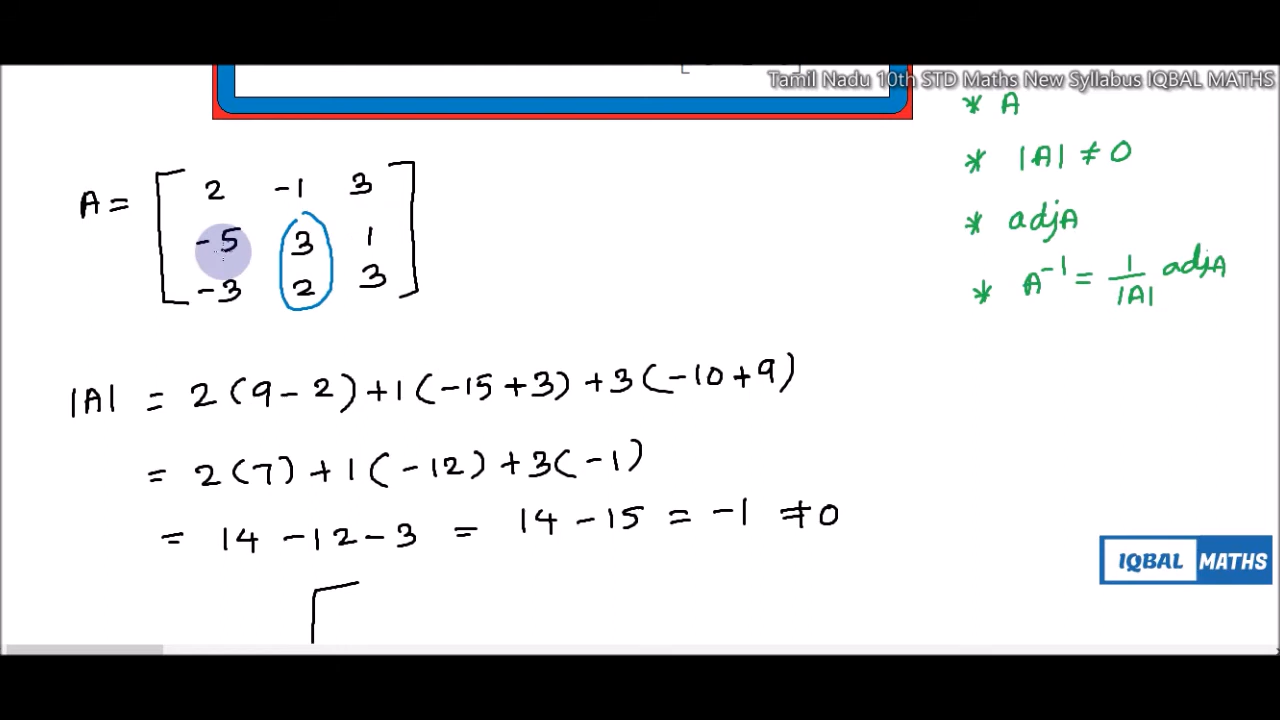 Tamil Nadu 10th STD Maths New Syllabus IQBAL MATHS
* A
* |A| ≠ 0
* adjA
* A⁻¹ = 1/|A| adjA
A = [ 2 -1 3
-5 3 1
-3 2 3 ]
|A| = 2(9-2)+1(-15+3)+3(-10+9)
= 2(7)+1(-12)+3(-1)
= 14-12-3 = 14-15 = -1 ≠0
IQBAL MATHS